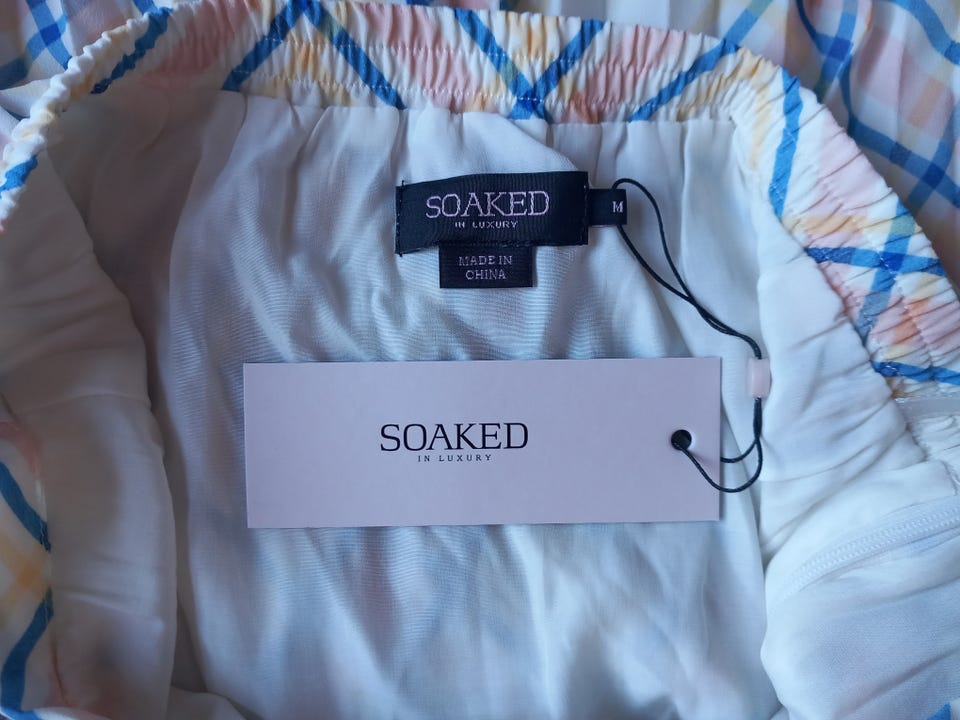 SOAKED
IN LUXURY
M
MADE IN
CHINA
SOAKED
IN LUXURY